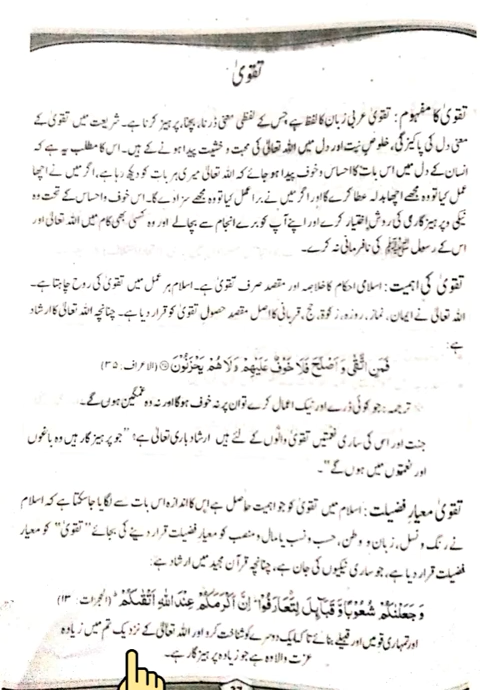 تقویٰ
تقویٰ کا مفہوم : تقویٰ عربی زبان کا لفظ ہے جس کے لفظی معنی ڈرنا، بچنا، پرہیز کرنا ہے۔ شریعت میں تقویٰ کے
معنی دل کی پاکیزگی، خلوصِ نیت اور دل میں اللہ تعالیٰ کی محبت و خشیت پیدا ہونے کے ہیں۔ اس کا مطلب یہ ہے کہ
انسان کے دل میں اس بات کا احساس و خوف پیدا ہو جائے کہ اللہ تعالیٰ میری ہر بات کو دیکھ رہا ہے، اگر میں نے اچھا
عمل کیا تو وہ مجھے اچھا بدلہ عطا کرے گا اور اگر میں نے برا عمل کیا تو وہ مجھے سزا دے گا۔ اس خوف و احساس کے تحت وہ
نیکی و پرہیز گاری کی روش اختیار کرے اور اپنے آپ کو برے انجام سے بچالے اور وہ کسی بھی کام میں اللہ تعالیٰ اور
اس کے رسول ﷺ کی نافرمانی نہ کرے۔
تقویٰ کی اہمیت : اسلامی احکام کا خلاصہ اور مقصد صرف تقویٰ ہے۔ اسلام ہر عمل میں تقویٰ کی روح چاہتا ہے۔
اللہ تعالیٰ نے ایمان، نماز، روزہ، زکوٰۃ، حج، قربانی کا اصل مقصد حصولِ تقویٰ کو قرار دیا ہے۔ چنانچہ اللہ تعالیٰ کا ارشاد
ہے:
فَمَنِ اتَّقٰی وَاَصْلَحَ فَلَا خَوْفٌ عَلَیْهِمْ وَلَا هُمْ یَحْزَنُوْنَ (الاعراف: ۳۵)
ترجمہ: جو کوئی ڈرے اور نیک اعمال کرے تو ان پر نہ خوف ہوگا اور نہ وہ غمگین ہوں گے۔
جنت اور اس کی ساری نعمتیں تقویٰ والوں کے لئے ہیں ارشاد باری تعالیٰ ہے؛ "جو پرہیز گار ہیں وہ باغوں
اور نعمتوں میں ہوں گے"۔
تقویٰ معیارِ فضیلت : اسلام میں تقویٰ کو جو اہمیت حاصل ہے اس کا اندازہ اس بات سے لگایا جا سکتا ہے کہ اسلام
نے رنگ و نسل، زبان و وطن، حسب و نسب یا مال و منصب کو معیارِ فضیلت قرار دینے کی بجائے "تقویٰ" کو معیار
فضیلت قرار دیا ہے، جو ساری نیکیوں کی جان ہے، چنانچہ قرآن مجید میں ارشاد ہے:
وَجَعَلْنٰكُمْ شُعُوْبًا وَّقَبَآئِلَ لِتَعَارَفُوْا ؕ اِنَّ اَكْرَمَكُمْ عِنْدَ اللّٰهِ اَتْقٰكُمْ ؕ (الحجرات: ۱۳)
اور تمہاری قومیں اور قبیلے بنائے تاکہ ایک دوسرے کو شناخت کرو اور اللہ تعالیٰ کے نزدیک تم میں زیادہ
عزت والا وہ ہے جو زیادہ پرہیز گار ہے۔